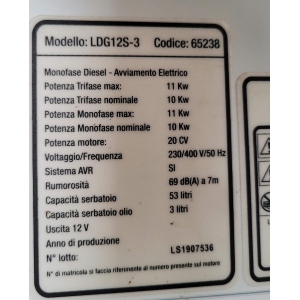 Modello: LDG12S-3 Codice: 65238
Monofase Diesel - Avviamento Elettrico
Potenza Trifase max: 11 Kw
Potenza Trifase nominale 10 Kw
Potenza Monofase max: 11 Kw
Potenza Monofase nominale 10 Kw
Potenza motore: 20 CV
Voltaggio/Frequenza 230/400 V/50 Hz
Sistema AVR SI
Rumorosità 69 dB(A) a 7m
Capacità serbatoio 53 litri
Capacità serbatoio olio 3 litri
Uscita 12 V
Anno di produzione
N° lotto: LS1907536
N° di matricola si faccia riferimento al numero presente sul motore